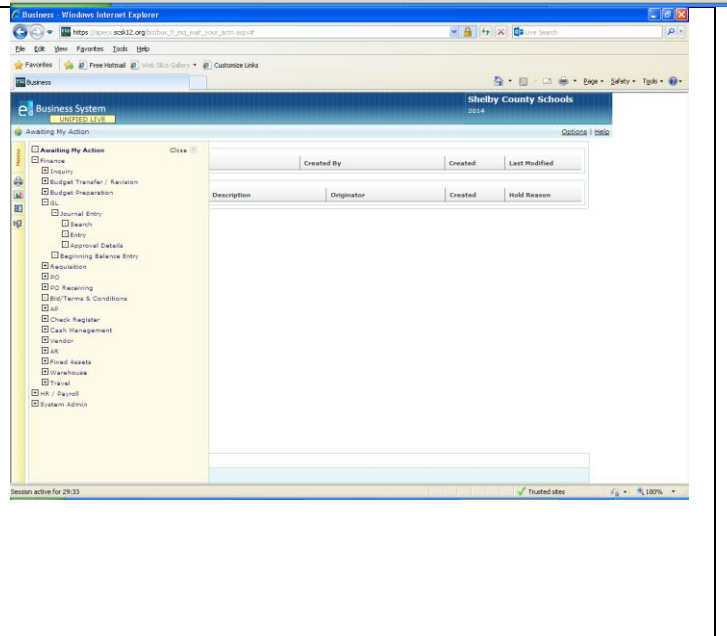 Business - Windows Internet Explorer
https://apecs.scsk12.org/biz/bus_fi_inq_wait_your_actn.aspx#
Live Search
File Edit View Favorites Tools Help
Favorites Free Hotmail Web Slice Gallery Customize Links
Business
Page Safety Tools
Business System
UNIFIED LIVE
Shelby County Schools
2014
Awaiting My Action
Options | Help
Menu
Awaiting My Action Close
Finance
Inquiry
Budget Transfer / Revision
Budget Preparation
GL
Journal Entry
Search
Entry
Approval Details
Beginning Balance Entry
Requisition
PO
PO Receiving
Bid/Terms & Conditions
AP
Check Register
Cash Management
Vendor
AR
Fixed Assets
Warehouse
Travel
HR / Payroll
System Admin
Created By Created Last Modified
Description Originator Created Hold Reason
Session active for 29:33
Trusted sites
100%